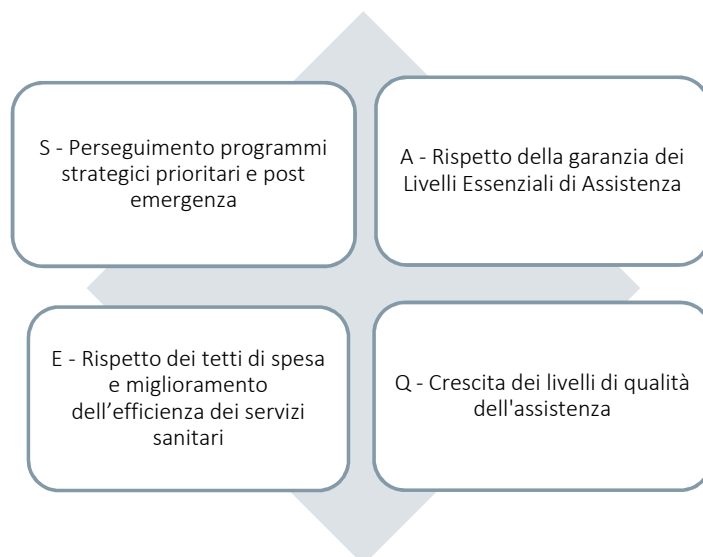 S - Perseguimento programmi
strategici prioritari e post
emergenza
A - Rispetto della garanzia dei
Livelli Essenziali di Assistenza
E - Rispetto dei tetti di spesa
e miglioramento
dell’efficienza dei servizi
sanitari
Q - Crescita dei livelli di qualità
dell'assistenza